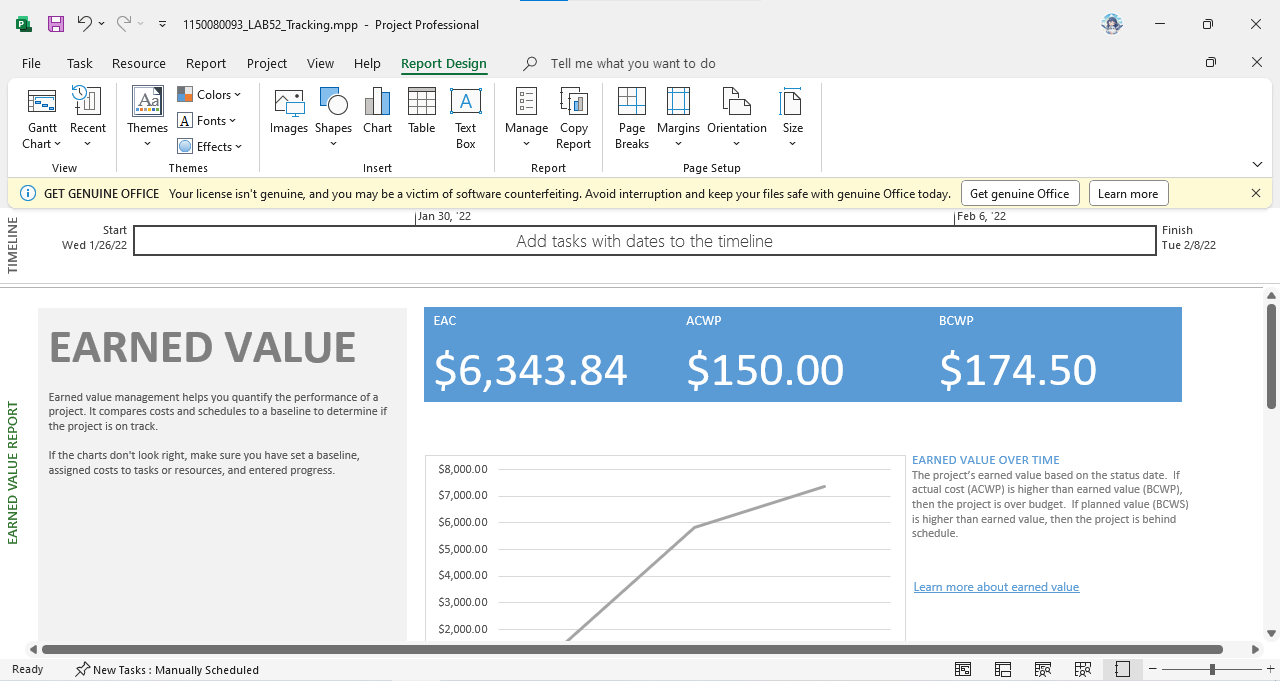 1150080093_LAB52_Tracking.mpp - Project Professional
File Task Resource Report Project View Help Report Design Tell me what you want to do
Gantt Chart
Recent
View
Themes
Colors
Fonts
Effects
Themes
Images
Shapes
Chart
Table
Text Box
Insert
Manage
Copy Report
Report
Page Breaks
Margins
Orientation
Size
Page Setup
GET GENUINE OFFICE Your license isn't genuine, and you may be a victim of software counterfeiting. Avoid interruption and keep your files safe with genuine Office today. Get genuine Office Learn more
TIMELINE
Jan 30, '22 Feb 6, '22
Start
Wed 1/26/22
Add tasks with dates to the timeline
Finish
Tue 2/8/22
EARNED VALUE REPORT
EARNED VALUE
Earned value management helps you quantify the performance of a
project. It compares costs and schedules to a baseline to determine if
the project is on track.
If the charts don't look right, make sure you have set a baseline,
assigned costs to tasks or resources, and entered progress.
EAC ACWP BCWP
$6,343.84 $150.00 $174.50
$8,000.00
$7,000.00
$6,000.00
$5,000.00
$4,000.00
$3,000.00
$2,000.00
EARNED VALUE OVER TIME
The project's earned value based on the status date. If
actual cost (ACWP) is higher than earned value (BCWP),
then the project is over budget. If planned value (BCWS)
is higher than earned value, then the project is behind
schedule.
Learn more about earned value
Ready New Tasks : Manually Scheduled